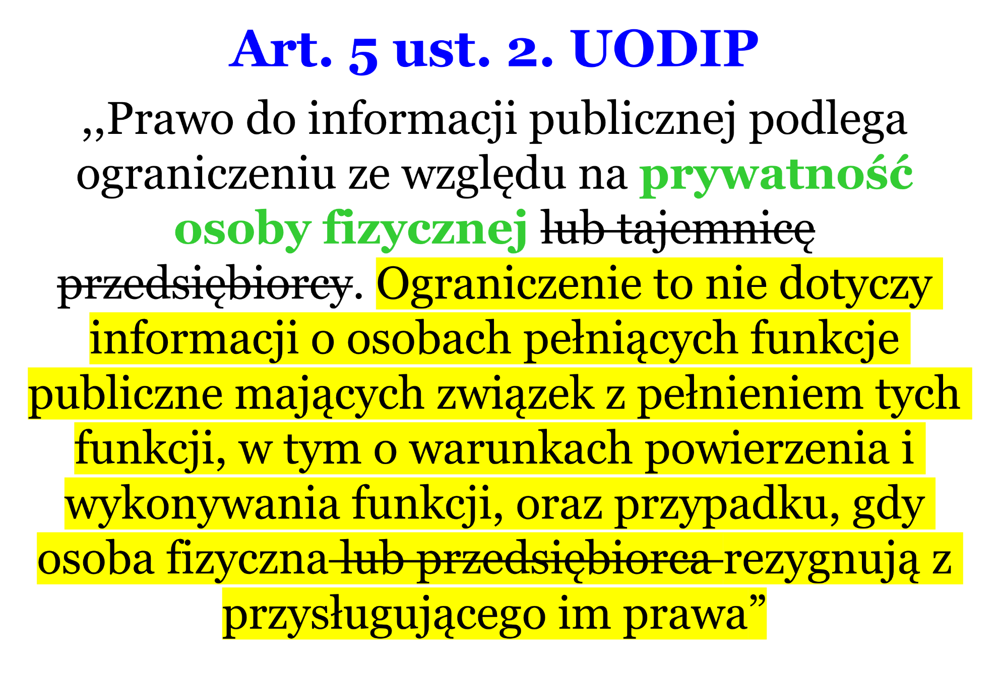 Art. 5 ust. 2. UODIP
,,Prawo do informacji publicznej podlega
ograniczeniu ze względu na prywatność
osoby fizycznej lub tajemnicę
przedsiębiorcy. Ograniczenie to nie dotyczy
informacji o osobach pełniących funkcje
publiczne mających związek z pełnieniem tych
funkcji, w tym o warunkach powierzenia i
wykonywania funkcji, oraz przypadku, gdy
osoba fizyczna lub przedsiębiorca rezygnują z
przysługującego im prawa”